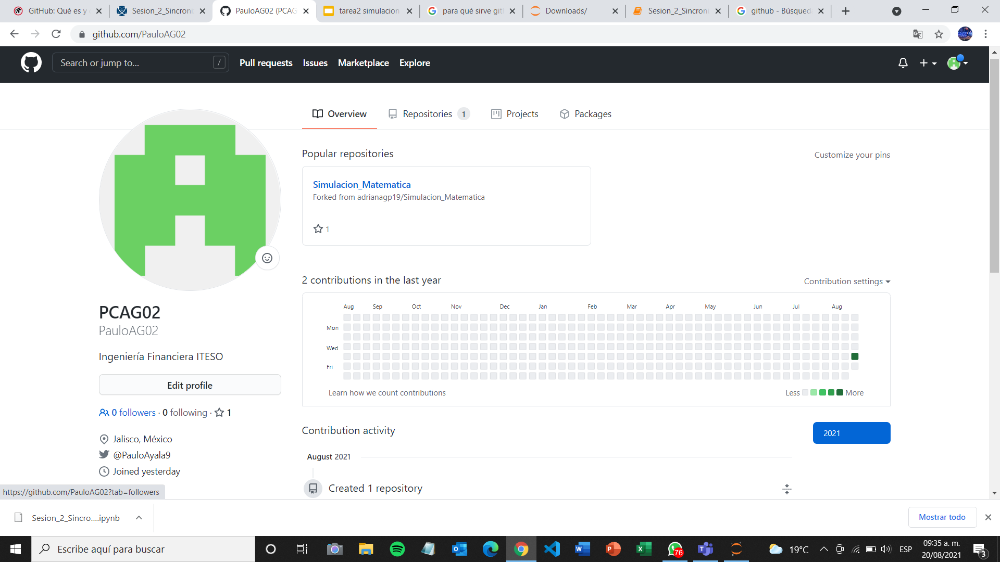 GitHub: Qué es y
Sesion_2_Sincroni
PauloAG02 (PCAG
tarea2 simulacion
para qué sirve git
Downloads/
Sesion_2_Sincroni
github - Búsqued
github.com/PauloAG02
Search or jump to...
/
Pull requests
Issues
Marketplace
Explore
Overview
Repositories 1
Projects
Packages
Popular repositories
Customize your pins
Simulacion_Matematica
Forked from adrianagp19/Simulacion_Matematica
1
2 contributions in the last year
Contribution settings
Aug Sep Oct Nov Dec Jan Feb Mar Apr May Jun Jul Aug
Mon
Wed
Fri
Learn how we count contributions
Less
More
PCAG02
PauloAG02
Ingeniería Financiera ITESO
Edit profile
0 followers · 0 following · 1
Jalisco, México
@PauloAyala9
Joined yesterday
Contribution activity
2021
August 2021
Created 1 repository
https://github.com/PauloAG02?tab=followers
Sesion_2_Sincro....ipynb
Mostrar todo
Escribe aquí para buscar
76
19°C
ESP
09:35 a. m.
20/08/2021
3